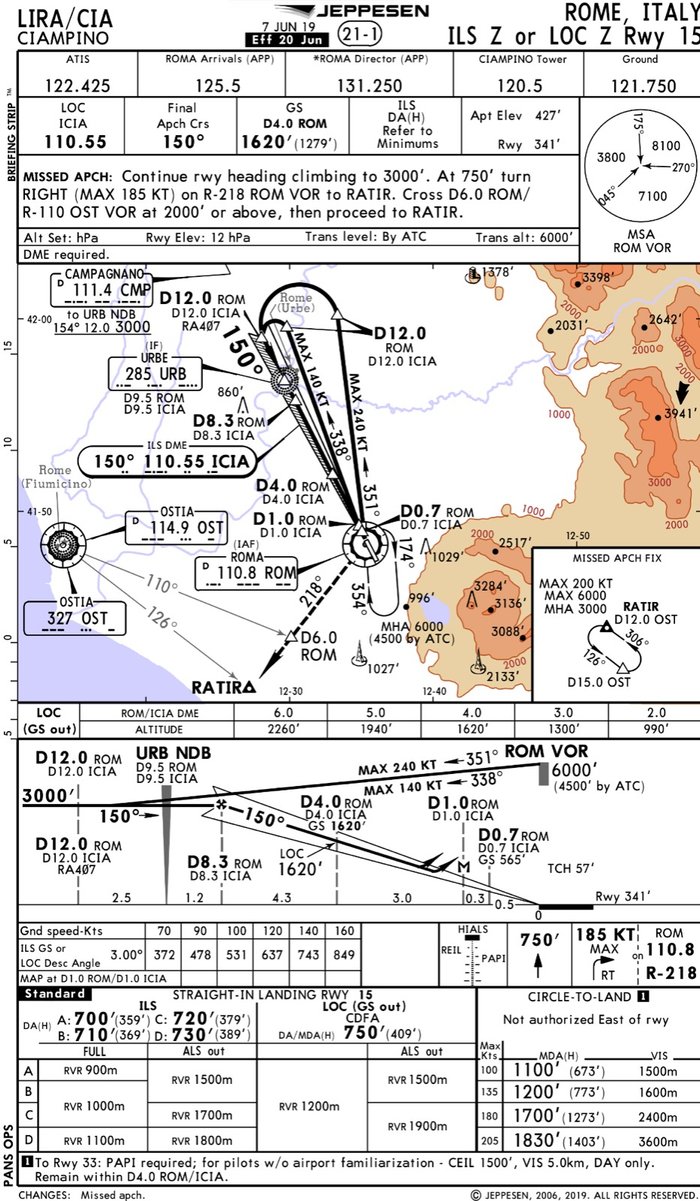 LIRA/CIA
CIAMPINO
JEPPESEN
7 JUN 19
Eff 20 Jun
21-1
ROME, ITALY
ILS Z or LOC Z Rwy 15
BRIEFING STRIP ™
ATIS
122.425
ROMA Arrivals (APP)
125.5
*ROMA Director (APP)
131.250
CIAMPINO Tower
120.5
Ground
121.750
LOC
ICIA
110.55
Final
Apch Crs
150°
GS
D4.0 ROM
1620'(1279')
ILS
DA(H)
Refer to
Minimums
Apt Elev 427'
Rwy 341'
MISSED APCH: Continue rwy heading climbing to 3000'. At 750' turn
RIGHT (MAX 185 KT) on R-218 ROM VOR to RATIR. Cross D6.0 ROM/
R-110 OST VOR at 2000' or above, then proceed to RATIR.
Alt Set: hPa Rwy Elev: 12 hPa Trans level: By ATC Trans alt: 6000'
DME required.
175°
3800
8100
270°
045°
7100
MSA
ROM VOR
CAMPAGNANO
D 111.4 CMP
to URB NDB
154° 12.0 3000
D12.0 ROM
D12.0 ICIA
RA407
Rome
(Urbe)
1378'
3398'
2000
2031'
2642'
2000
3000
2000
42-00
D12.0
ROM
D12.0 ICIA
150°
(IF)
URBE
285 URB
D9.5 ROM
D9.5 ICIA
15
860'
D8.3 ROM
D8.3 ICIA
MAX 140 KT
338°
MAX 240 KT
351°
1000
3941'
3000
2000
10
ILS DME
150° 110.55 ICIA
Rome
(Fiumicino)
D4.0 ROM
D4.0 ICIA
41-50
OSTIA
D 114.9 OST
D1.0 ROM
D1.0 ICIA
D0.7 ROM
D0.7 ICIA
1000
12-50
5
(IAF)
ROMA
D 110.8 ROM
174°
1029'
2517'
2000
MISSED APCH FIX
OSTIA
327 OST
110°
126°
218°
354°
996'
3284'
3136'
3088'
2000
MHA 6000
(4500 by ATC)
MAX 200 KT
MAX 6000
MHA 3000
RATIR
D12.0 OST
306°
126°
D15.0 OST
0
D6.0
ROM
1027'
2133'
RATIR
12-30
12-40
5
LOC
(GS out)
ROM/ICIA DME 6.0 5.0 4.0 3.0 2.0
ALTITUDE 2260' 1940' 1620' 1300' 990'
D12.0 ROM
D12.0 ICIA
URB NDB
D9.5 ROM
D9.5 ICIA
MAX 240 KT 351°
MAX 140 KT 338°
ROM VOR
6000'
(4500' by ATC)
3000'
150°
150°
D4.0 ROM
D4.0 ICIA
GS 1620'
D1.0 ROM
D1.0 ICIA
D12.0 ROM
D12.0 ICIA
RA407
D8.3 ROM
D8.3 ICIA
LOC
1620'
M
D0.7 ROM
D0.7 ICIA
GS 565'
TCH 57'
2.5 1.2 4.3 3.0 0.3 0.5
0
Rwy 341'
Gnd speed-Kts 70 90 100 120 140 160
ILS GS or
LOC Desc Angle 3.00° 372 478 531 637 743 849
MAP at D1.0 ROM/D1.0 ICIA
HIALS
REIL
PAPI
750'
185 KT
MAX
RT
on
ROM
110.8
R-218
Standard
STRAIGHT-IN LANDING RWY 15
ILS
DA(H) A: 700'(359') C: 720'(379')
B: 710'(369') D: 730'(389')
LOC (GS out)
CDFA
DA/MDA(H) 750'(409')
CIRCLE-TO-LAND 1
Not authorized East of rwy
FULL ALS out ALS out
Max
Kts MDA(H) VIS
A RVR 900m RVR 1500m RVR 1200m RVR 1500m 100 1100' (673') 1500m
B RVR 1000m 135 1200' (773') 1600m
C RVR 1700m RVR 1900m 180 1700' (1273') 2400m
D RVR 1100m RVR 1800m 205 1830' (1403') 3600m
PANS OPS
1 To Rwy 33: PAPI required; for pilots w/o airport familiarization - CEIL 1500', VIS 5.0km, DAY only.
Remain within D4.0 ROM/ICIA.
CHANGES: Missed apch.
© JEPPESEN, 2006, 2019. ALL RIGHTS RESERVED.